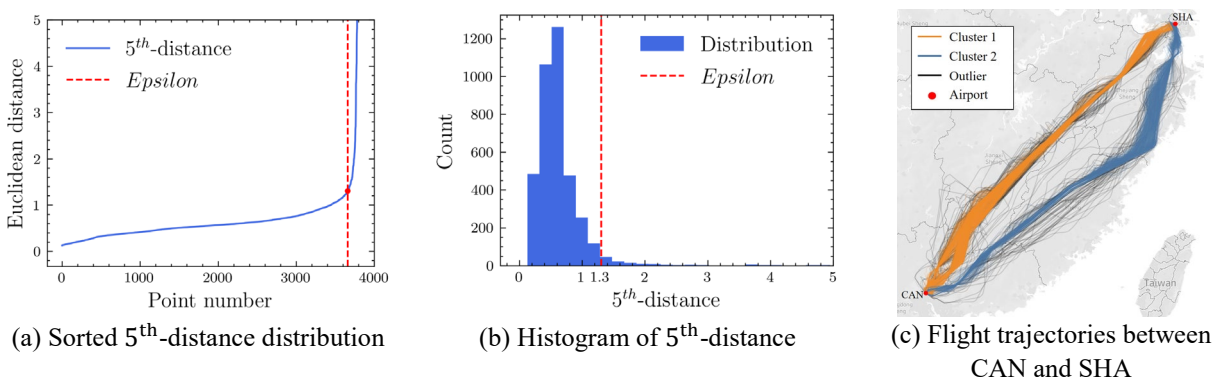 5
4
3
2
1
0
Euclidean distance
5th-distance
Epsilon
0
1000
2000
3000
4000
Point number
(a) Sorted 5th-distance distribution
1200
1000
800
600
400
200
0
Count
Distribution
Epsilon
0
1
1.3
2
3
4
5
5th-distance
(b) Histogram of 5th-distance
Cluster 1
Cluster 2
Outlier
Airport
SHA
CAN
Taiwan
(c) Flight trajectories between
CAN and SHA